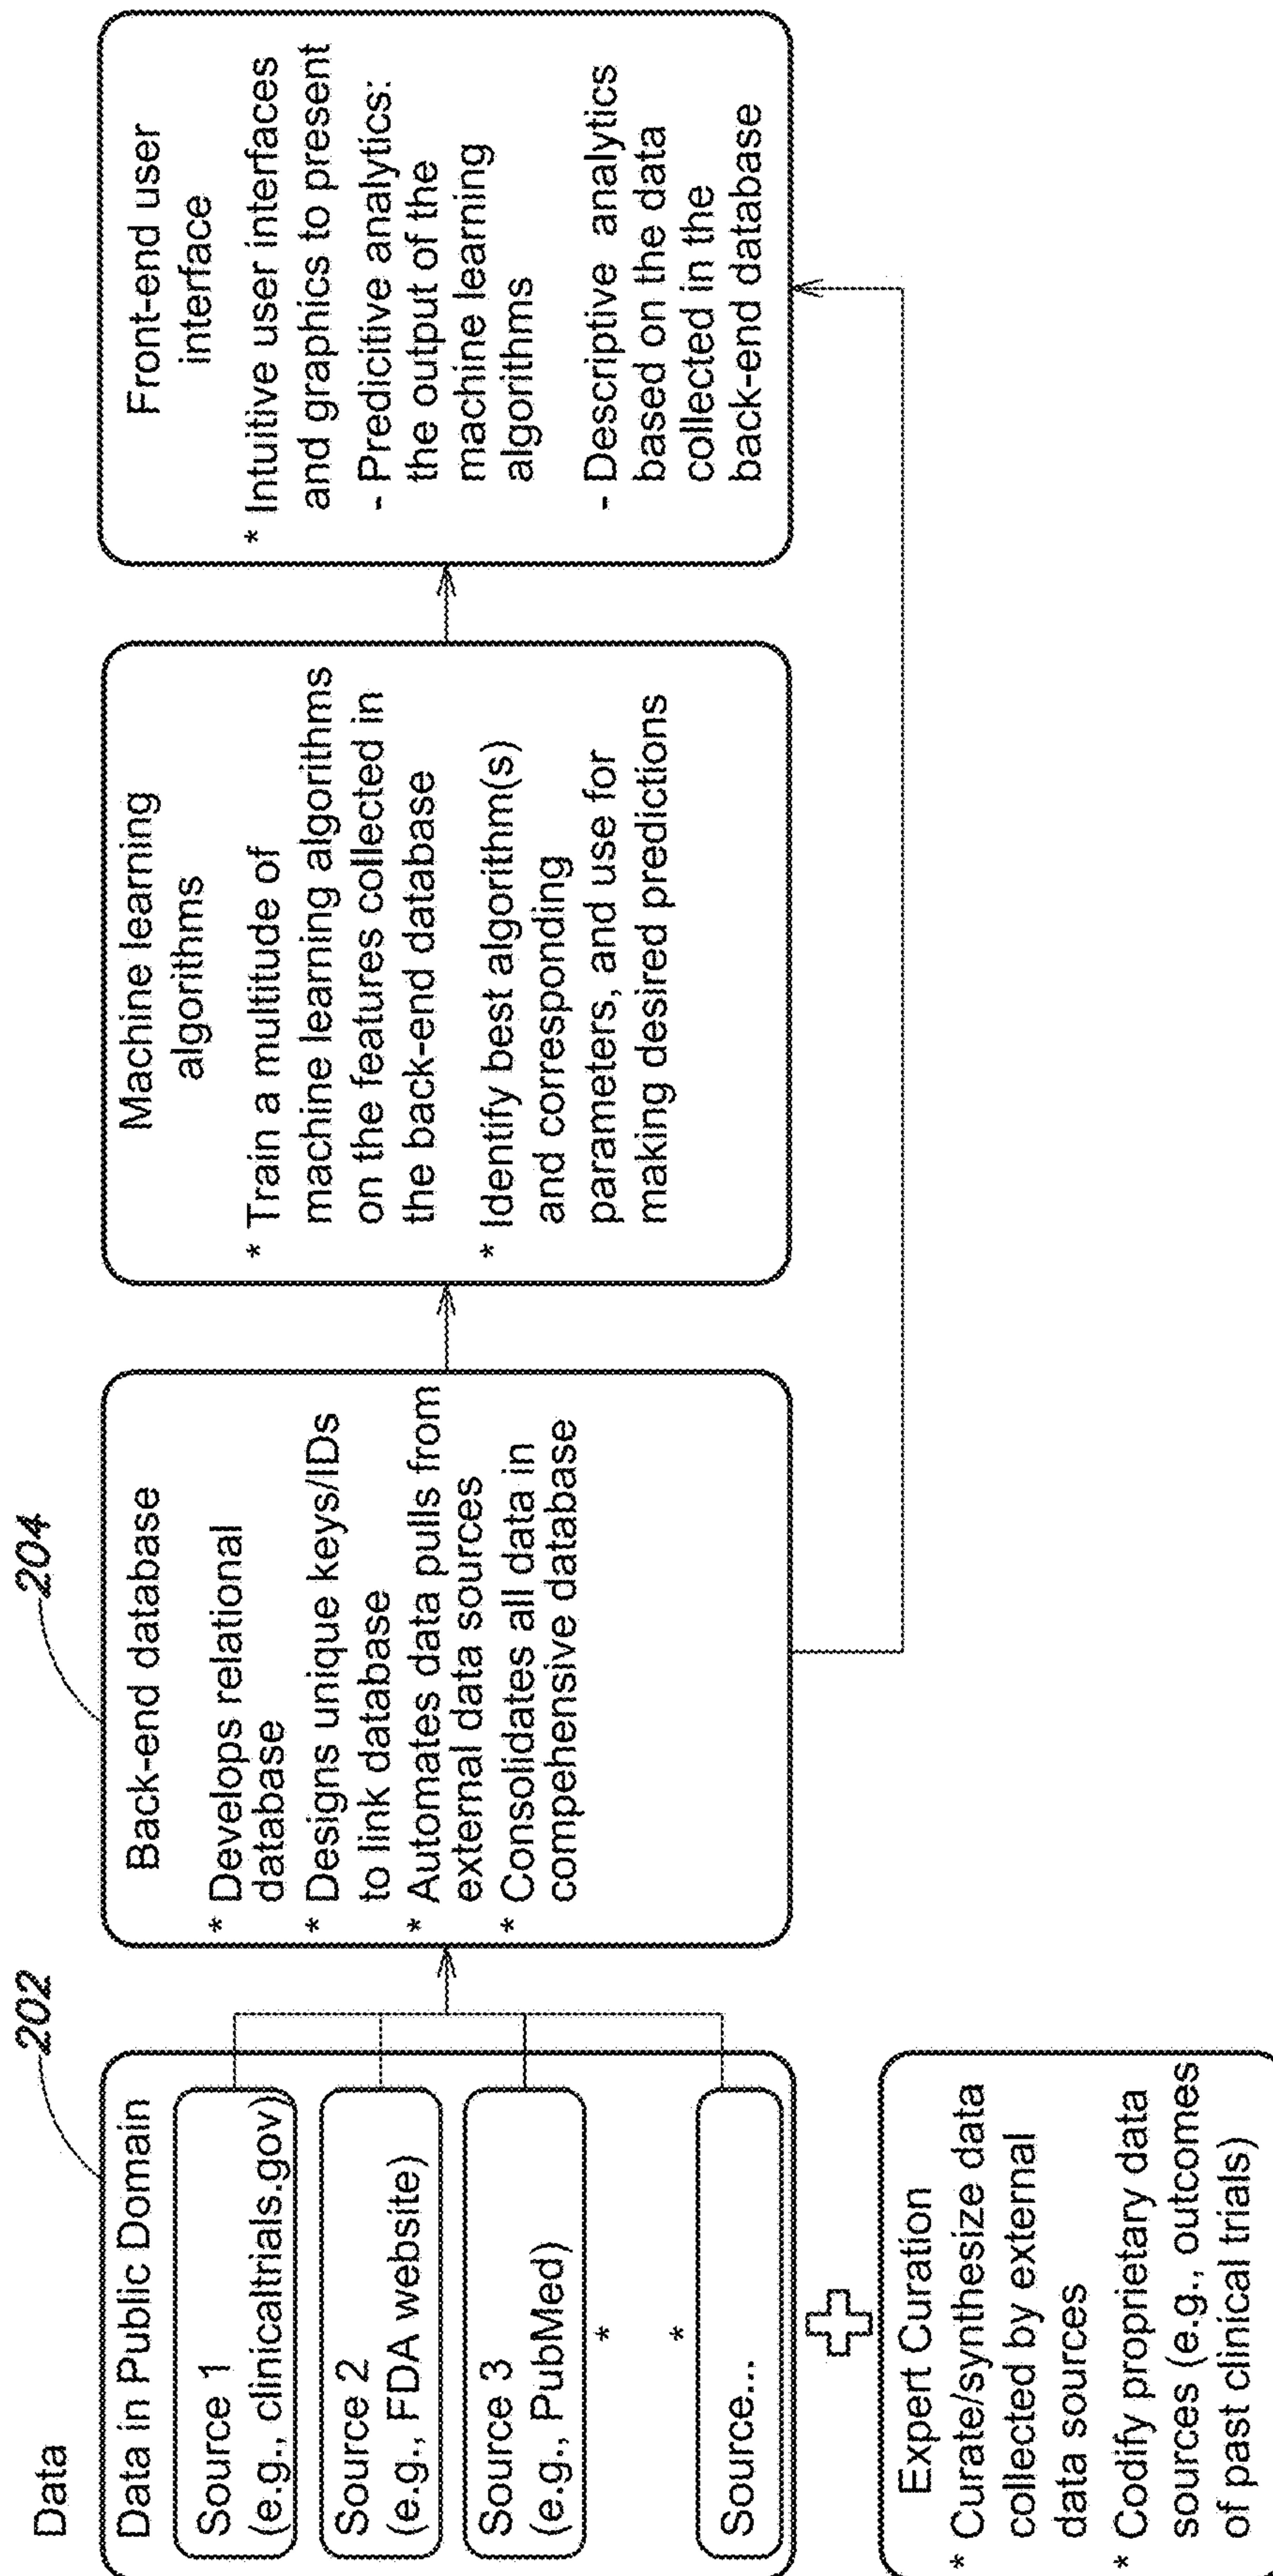 Data
202
Data in Public Domain
Source 1
(e.g., clinicaltrials.gov)
Source 2
(e.g., FDA website)
Source 3
(e.g., PubMed)
*
*
Source...
Expert Curation
* Curate/synthesize data
collected by external
data sources
* Codify proprietary data
sources (e.g., outcomes
of past clinical trials)
204
Back-end database
* Develops relational
database
* Designs unique keys/IDs
to link database
* Automates data pulls from
external data sources
* Consolidates all data in
compehensive database
Machine learning
algorithms
* Train a multitude of
machine learning algorithms
on the features collected in
the back-end database
* Identify best algorithm(s)
and corresponding
parameters, and use for
making desired predictions
Front-end user
interface
* Intuitive user interfaces
and graphics to present
- Predicitive analytics:
the output of the
machine learning
algorithms
- Descriptive analytics
based on the data
collected in the
back-end database